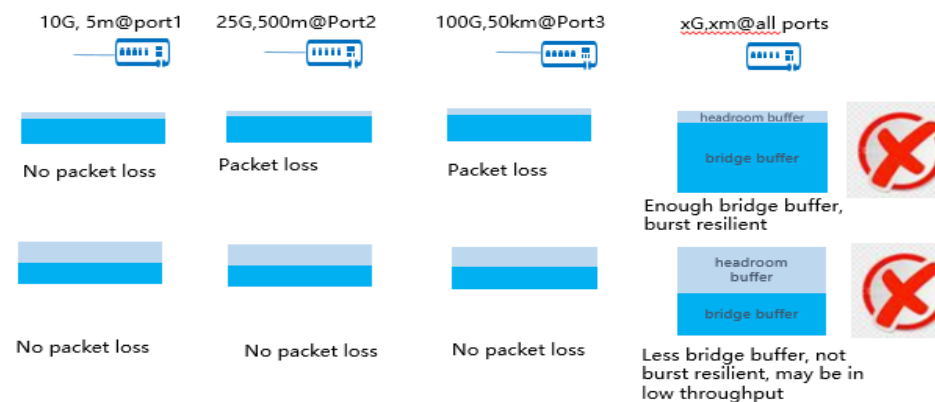 10G, 5m@port1
25G,500m@Port2
100G,50km@Port3
xG,xm@all ports
headroom buffer
bridge buffer
No packet loss
Packet loss
Packet loss
Enough bridge buffer,
burst resilient
headroom
buffer
bridge buffer
No packet loss
No packet loss
No packet loss
Less bridge buffer, not
burst resilient, may be in
low throughput